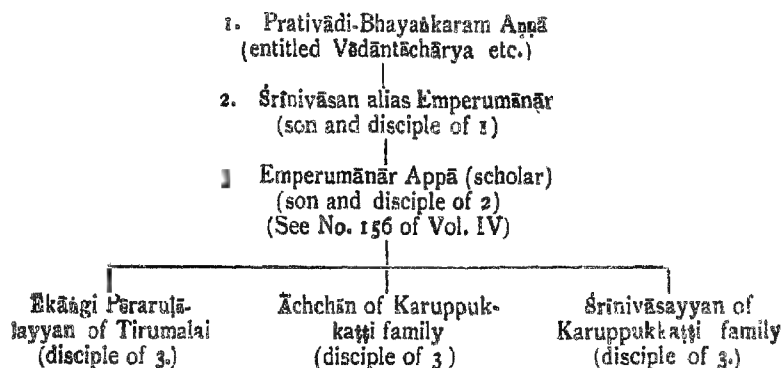 1. Prativādi-Bhayaṅkaram Aṇṇā
(entitled Vēdāntāchārya etc.)
2. Śrīnivāsan alias Emperumānār
(son and disciple of 1)
Emperumānār Appā (scholar)
(son and disciple of 2)
(See No. 156 of Vol. IV)
Ēkāṅgi Pēraruḷā-
layyan of Tirumalai
(disciple of 3.)
Āchchān of Karuppuk-
kaṭṭi family
(disciple of 3)
Śrīnivāsayyan of
Karuppukkaṭṭi family
(disciple of 3.)